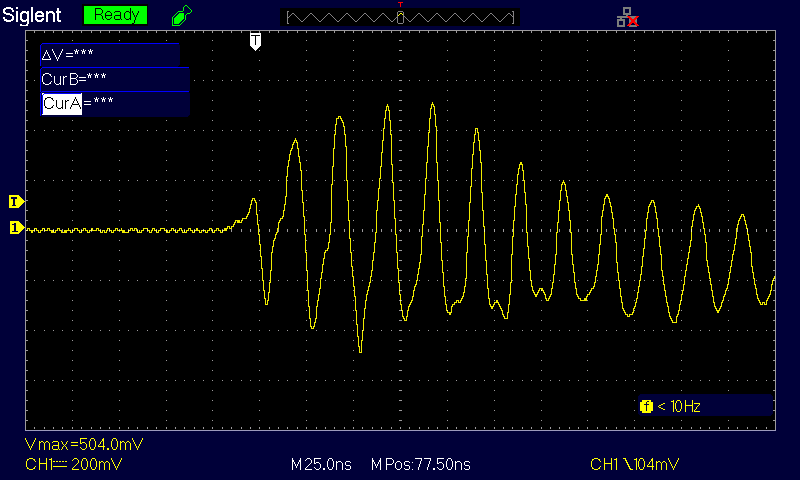 Siglent Ready T
T
ΔV=***
CurB=***
CurA=***
T
1
f < 10Hz
Vmax=504.0mV
CH1 200mV M25.0ns MPos:77.50ns CH1 104mV